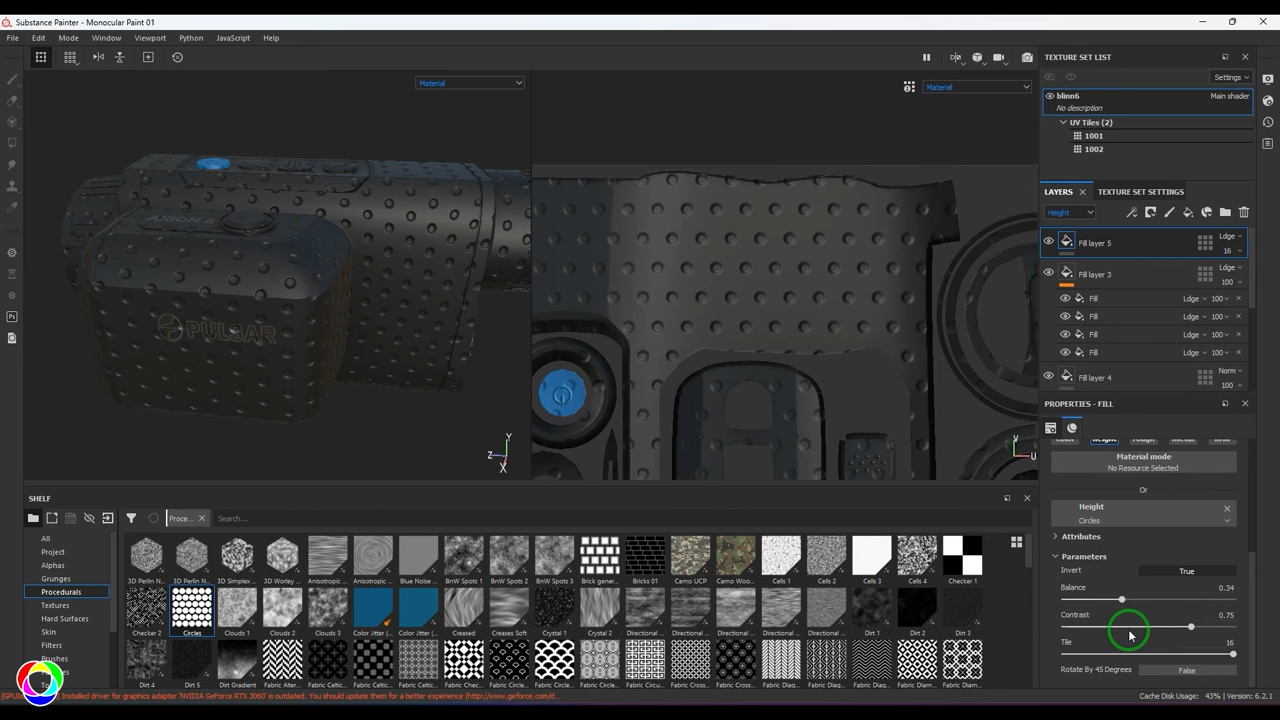 Substance Painter - Monocular Paint 01
File Edit Mode Window Viewport Python JavaScript Help
Material
Material
AXION 2
PULSAR
Y
Z
X
V
U
TEXTURE SET LIST
Settings
blinn6 Main shader
No description
UV Tiles (2)
1001
1002
LAYERS TEXTURE SET SETTINGS
Height
Fill layer 5 Ldge
16
Fill layer 3 Ldge
100
Fill Ldge 100
Fill Ldge 100
Fill Ldge 100
Fill Ldge 100
Fill layer 4 Norm
100
PROPERTIES - FILL
Material mode
No Resource Selected
Or
Height
Circles
Attributes
Parameters
Invert True
Balance 0.34
Contrast 0.75
Tile 16
Rotate By 45 Degrees False
SHELF
Proce... Search...
All
Project
Alphas
Grunges
Procedurals
Textures
Hard Surfaces
Skin
Filters
Brushes
3D Perlin N... 3D Perlin N... 3D Simplex ... 3D Worley ... Anisotropic ... Anisotropic ... Blue Noise ... BnW Spots 1 BnW Spots 2 BnW Spots 3 Brick gener... Bricks 01 Camo UCP Camo Woo... Cells 1 Cells 2 Cells 3 Cells 4 Checker 1
Checker 2 Circles Clouds 1 Clouds 2 Clouds 3 Color Jitter (... Color Jitter (... Creased Creases Soft Crystal 1 Crystal 2 Directional ... Directional ... Directional ... Directional ... Directional ... Dirt 1 Dirt 2 Dirt 3
Dirt 4 Dirt 5 Dirt Gradient Fabric Alter... Fabric Celtic... Fabric Celtic... Fabric Celtic... Fabric Chec... Fabric Circle... Fabric Circle... Fabric Circle... Fabric Circu... Fabric Cross... Fabric Diag... Fabric Diag... Fabric Diag... Fabric Diag... Fabric Diam... Fabric Diam...
Installed driver for graphics adapter 'NVIDIA GeForce RTX 3060' is outdated. You should update them for a better experience (http://www.geforce.com/d...
Cache Disk Usage: 43% | Version: 6.2.1